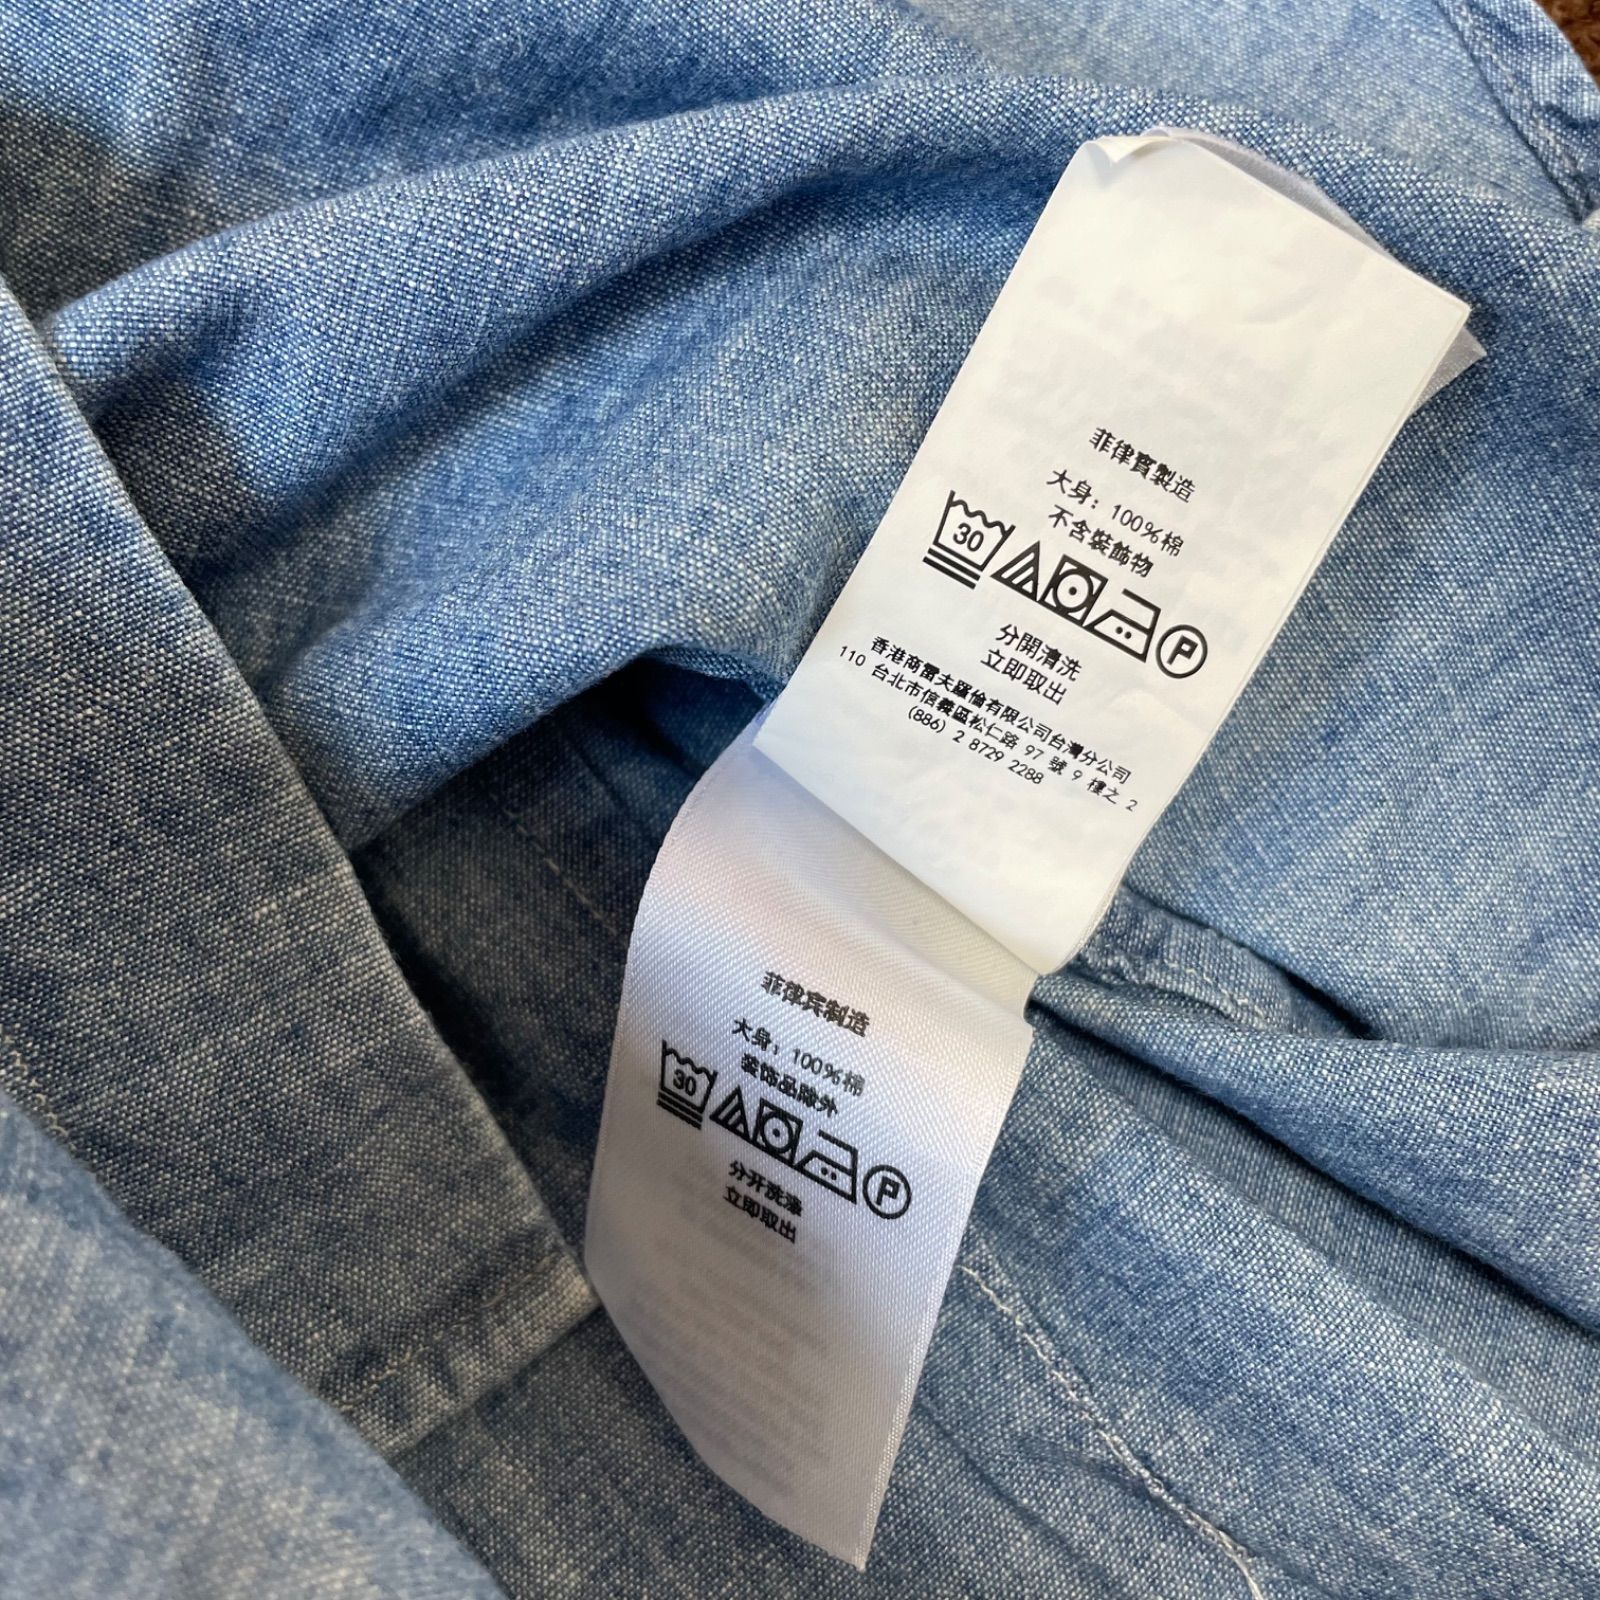 菲律賓製造
大身: 100%棉
不含裝飾物
30
P
分開清洗
立即取出
香港商雷夫羅倫有限公司台灣分公司
110 台北市信義區松仁路 97 號 9 樓之 2
(886) 2 8729 2288
菲律宾制造
大身: 100%棉
装饰品除外
30
P
分开洗涤
立即取出